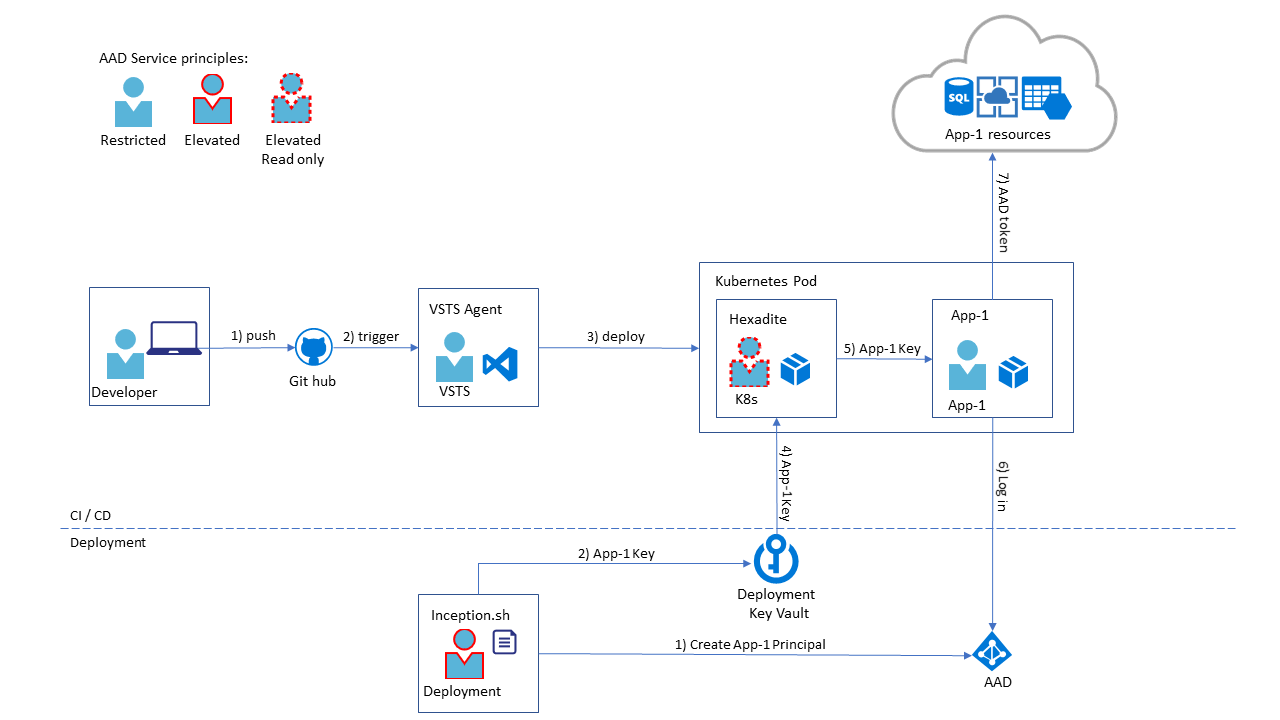 AAD Service principles:
Restricted
Elevated
Elevated
Read only
SQL
App-1 resources
7) AAD token
Kubernetes Pod
Developer
1) push
Git hub
2) trigger
VSTS Agent
VSTS
3) deploy
Hexadite
K8s
5) App-1 Key
App-1
App-1
4) App-1 Key
6) Log in
CI / CD
Deployment
2) App-1 Key
Deployment
Key Vault
Inception.sh
Deployment
1) Create App-1 Principal
AAD